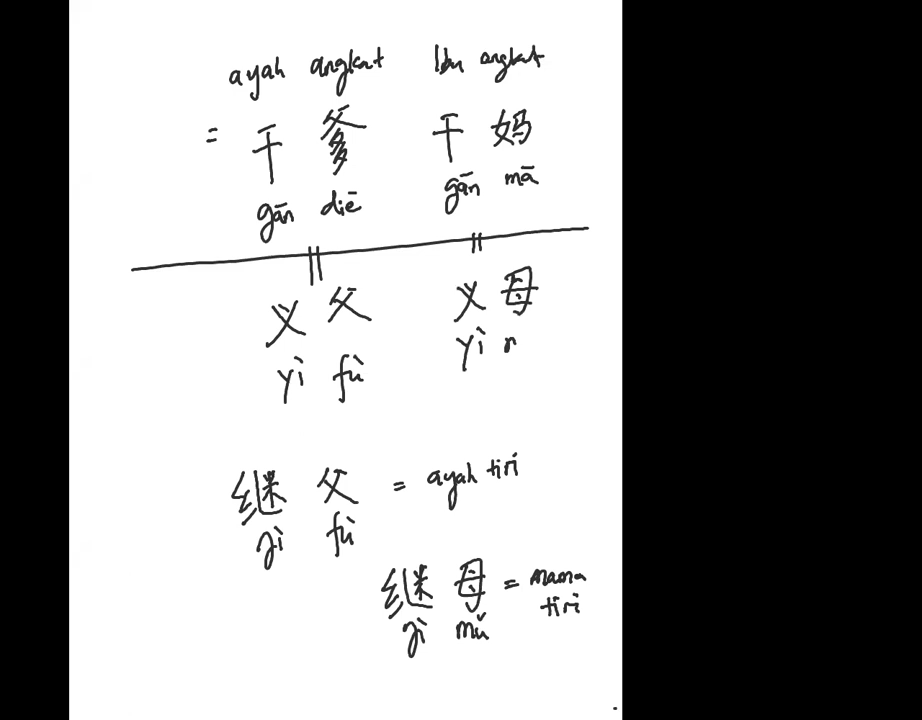 ayah angkat Ibu angkat
= 干爹 干妈
gān diē gān mā
义父 义母
yì fù yì
继父 = ayah tiri
jì fù
继母 = mama
tiri
jì mǔ